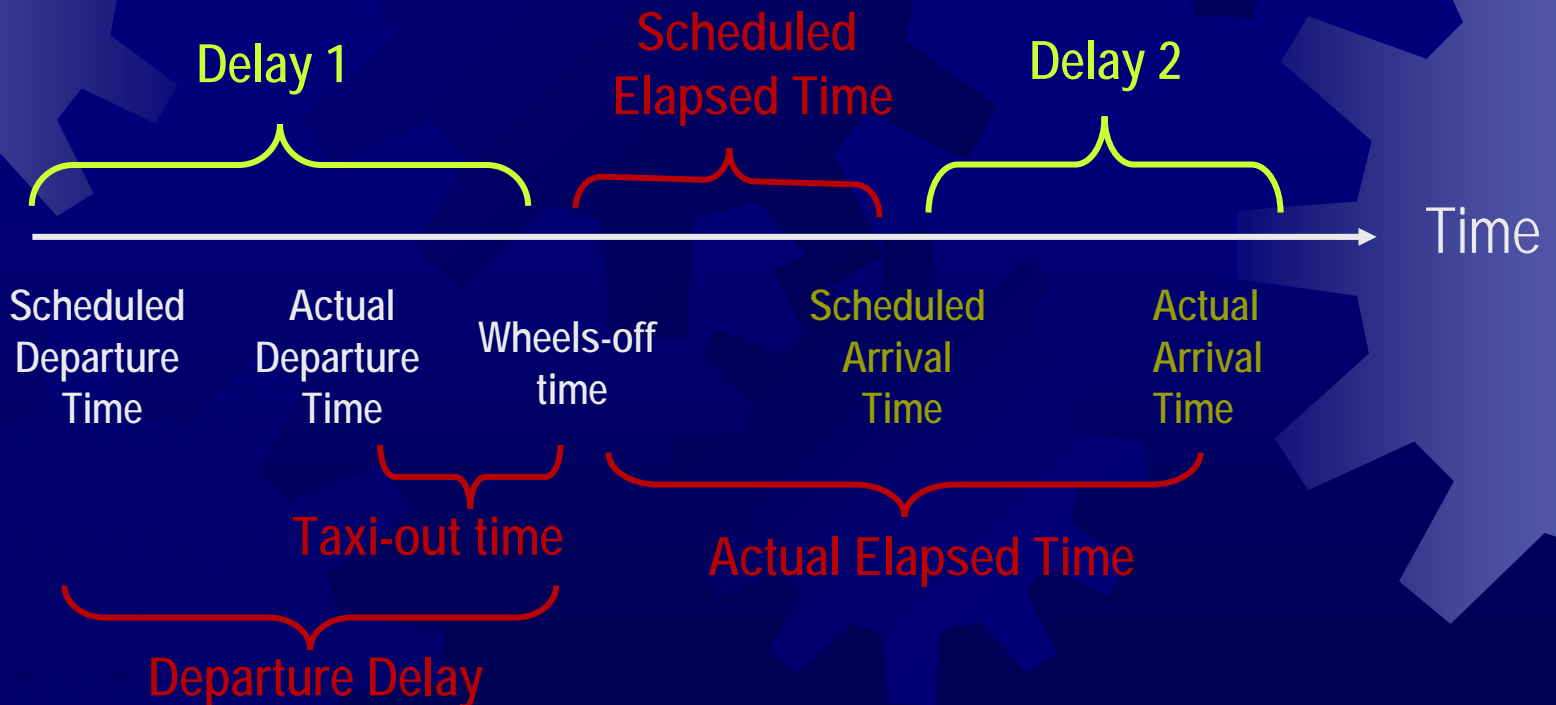 Delay 1
Scheduled
Elapsed Time
Delay 2
Time
Scheduled
Departure
Time
Actual
Departure
Time
Wheels-off
time
Scheduled
Arrival
Time
Actual
Arrival
Time
Taxi-out time
Actual Elapsed Time
Departure Delay